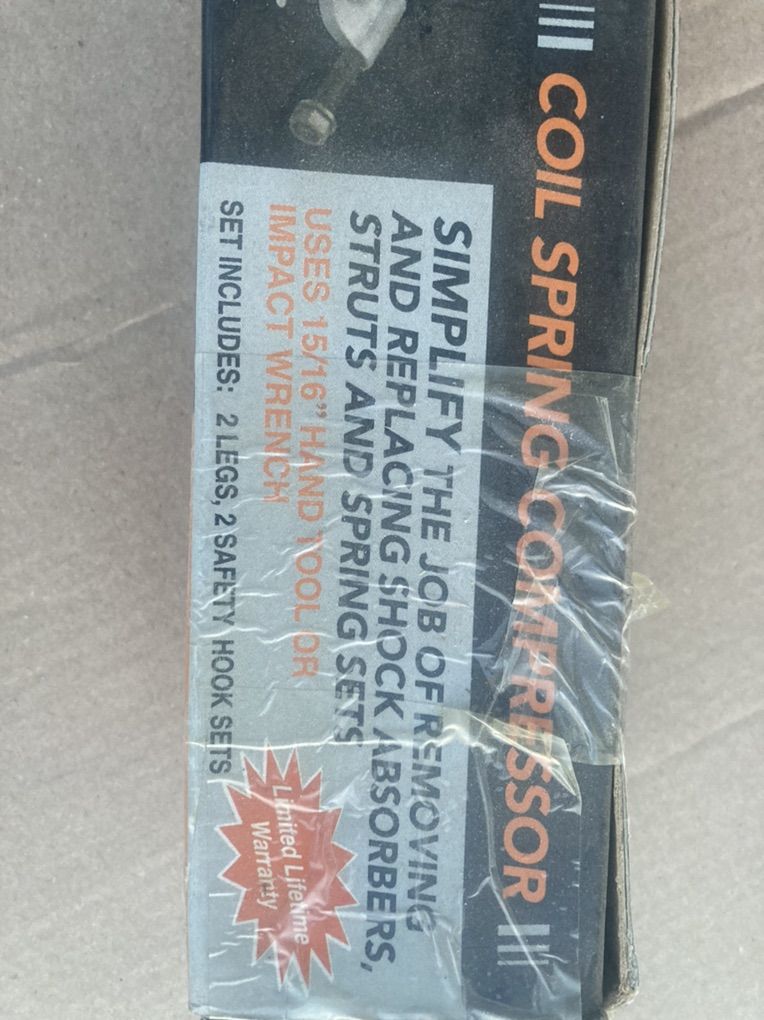 COIL SPRING COMPRESSOR
SIMPLIFY THE JOB OF REMOVING
AND REPLACING SHOCK ABSORBERS,
STRUTS AND SPRING SETS
USES 15/16" HAND TOOL OR
IMPACT WRENCH
SET INCLUDES: 2 LEGS, 2 SAFETY HOOK SETS
Limited Lifetime
Warranty